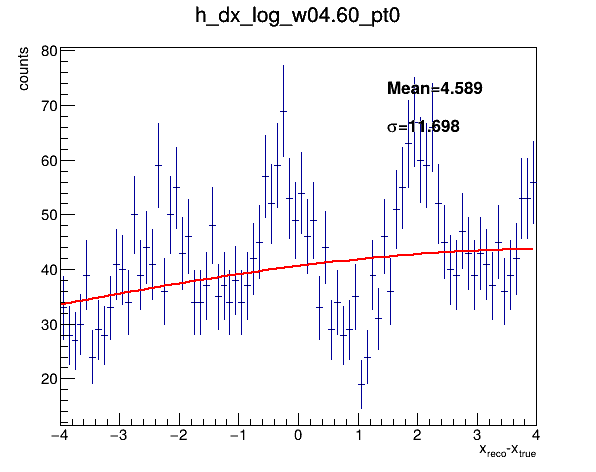 h_dx_log_w04.60_pt0
counts
80
70
60
50
40
30
20
Mean=4.589
σ=11.698
−4 −3 −2 −1 0 1 2 3 4
x_reco-x_true